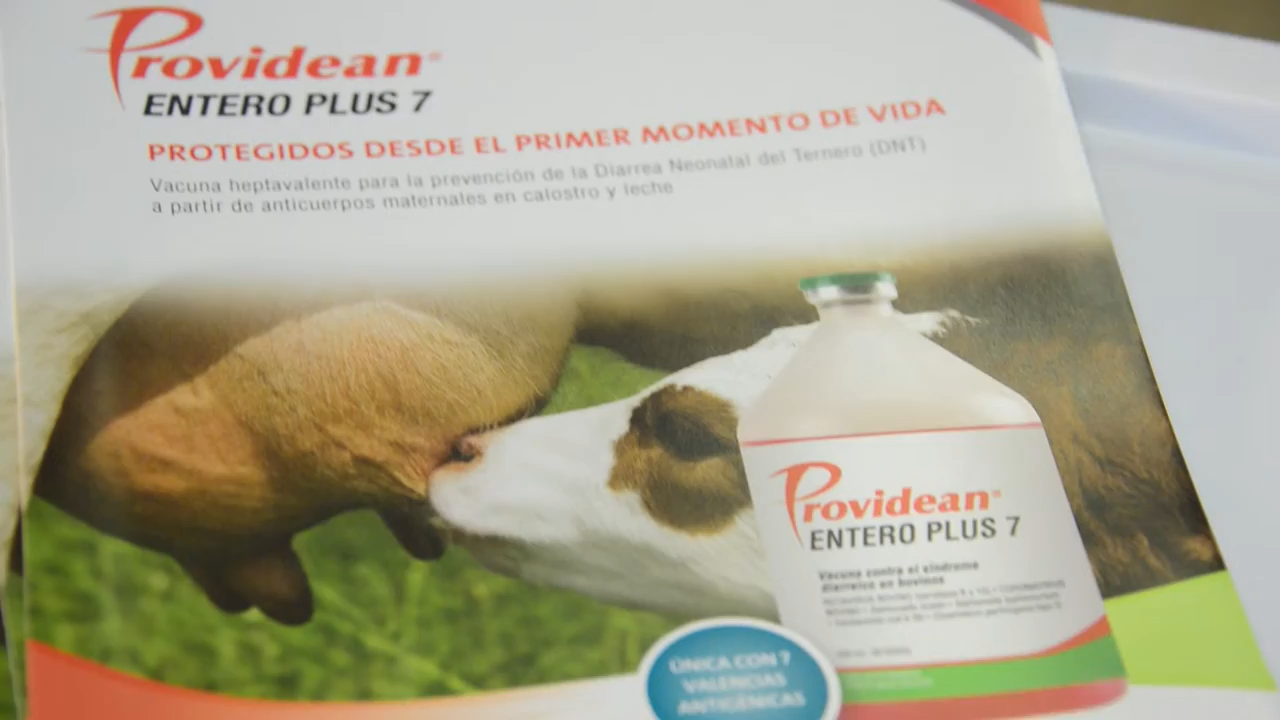 Providean®
ENTERO PLUS 7
PROTEGIDOS DESDE EL PRIMER MOMENTO DE VIDA
Vacuna heptavalente para la prevención de la Diarrea Neonalal del Ternero (DNT)
a partir de anticuerpos maternales en calostro y leche
Providean®
ENTERO PLUS 7
Vacuna contra el síndrome
diarreico en bovinos
ÚNICA CON 7
VALENCIAS
ANTIGÉNICAS